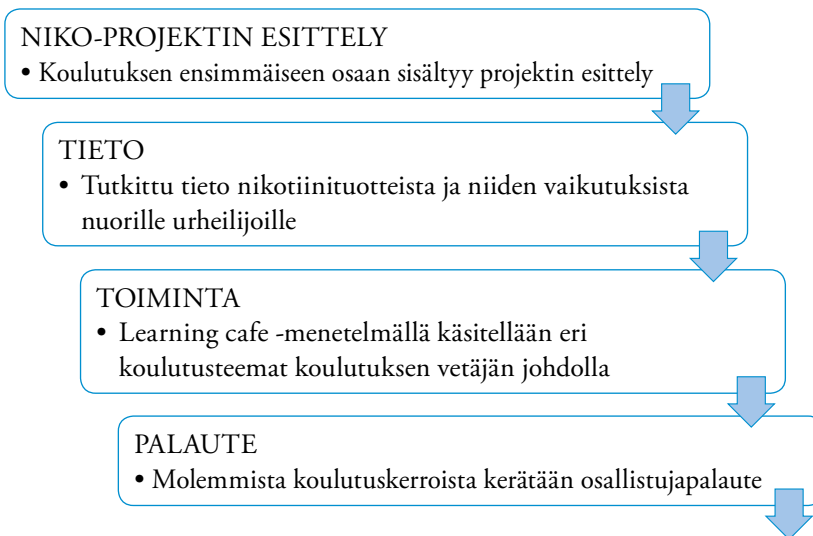 NIKO-PROJEKTIN ESITTELY
• Koulutuksen ensimmäiseen osaan sisältyy projektin esittely
TIETO
• Tutkittu tieto nikotiinituotteista ja niiden vaikutuksista
nuorille urheilijoille
TOIMINTA
• Learning cafe -menetelmällä käsitellään eri
koulutusteemat koulutuksen vetäjän johdolla
PALAUTE
• Molemmista koulutuskerroista kerätään osallistujapalaute